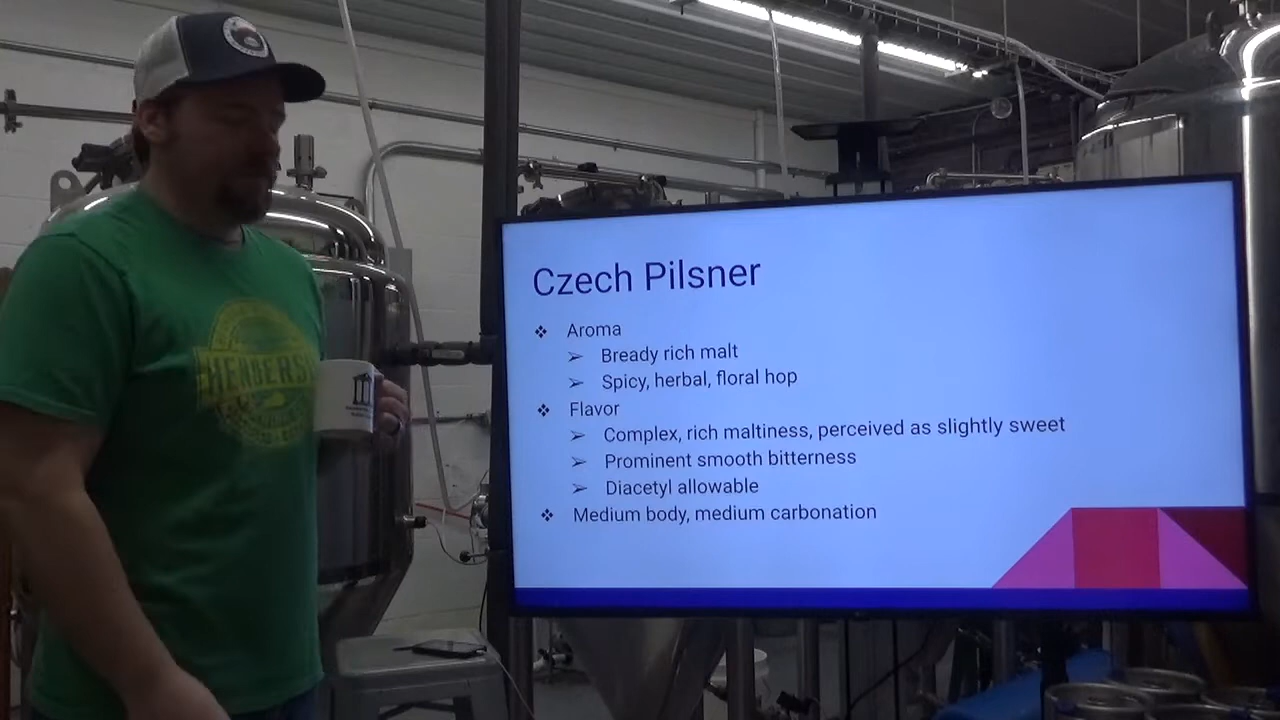 Czech Pilsner
❖ Aroma
➢ Bready rich malt
➢ Spicy, herbal, floral hop
❖ Flavor
➢ Complex, rich maltiness, perceived as slightly sweet
➢ Prominent smooth bitterness
➢ Diacetyl allowable
❖ Medium body, medium carbonation